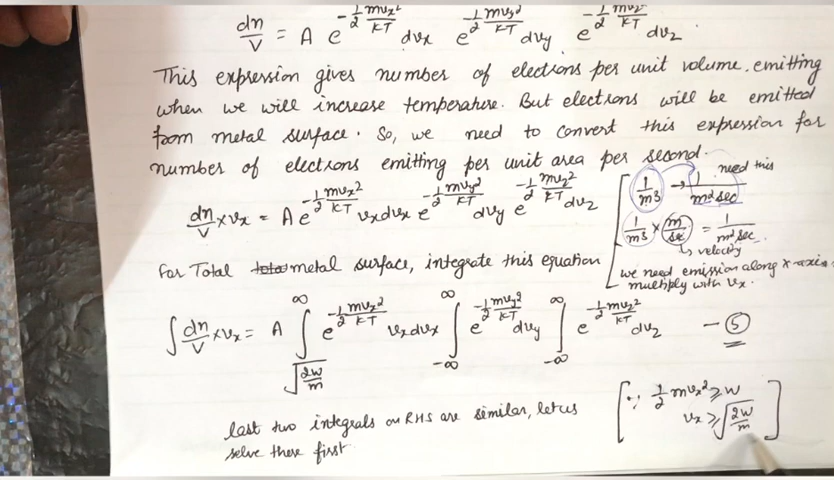 dn/V = A e^(-1/2 mvx²/kT) dvx e^(-1/2 mvy²/kT) dvy e^(-1/2 mvz²/kT) dvz
This expression gives number of electrons per unit volume emitting
when we will increase temperature. But electrons will be emitted
from metal surface. So, we need to convert this expression for
number of electrons emitting per unit area per second.
dn/V × vx = A e^(-1/2 mvx²/kT) vx dvx e^(-1/2 mvy²/kT) dvy e^(-1/2 mvz²/kT) dvz
need this
[1/m3 → 1/m² sec
1/m3 × m/sec = 1/m² sec.
↳ velocity
we need emission along x-axis
multiply with vx.
For Total metal surface, integrate this equation
∫ dn/V × vx = A ∫_(√(2w/m))^∞ e^(-1/2 mvx²/kT) vx dvx ∫_(-∞)^∞ e^(-1/2 mvy²/kT) dvy ∫_(-∞)^∞ e^(-1/2 mvz²/kT) dvz — ⑤
[∵ 1/2 mvx² ≥ w
vx ≥ √(2w/m)]
last two integrals on RHS are similar, let us
solve there first